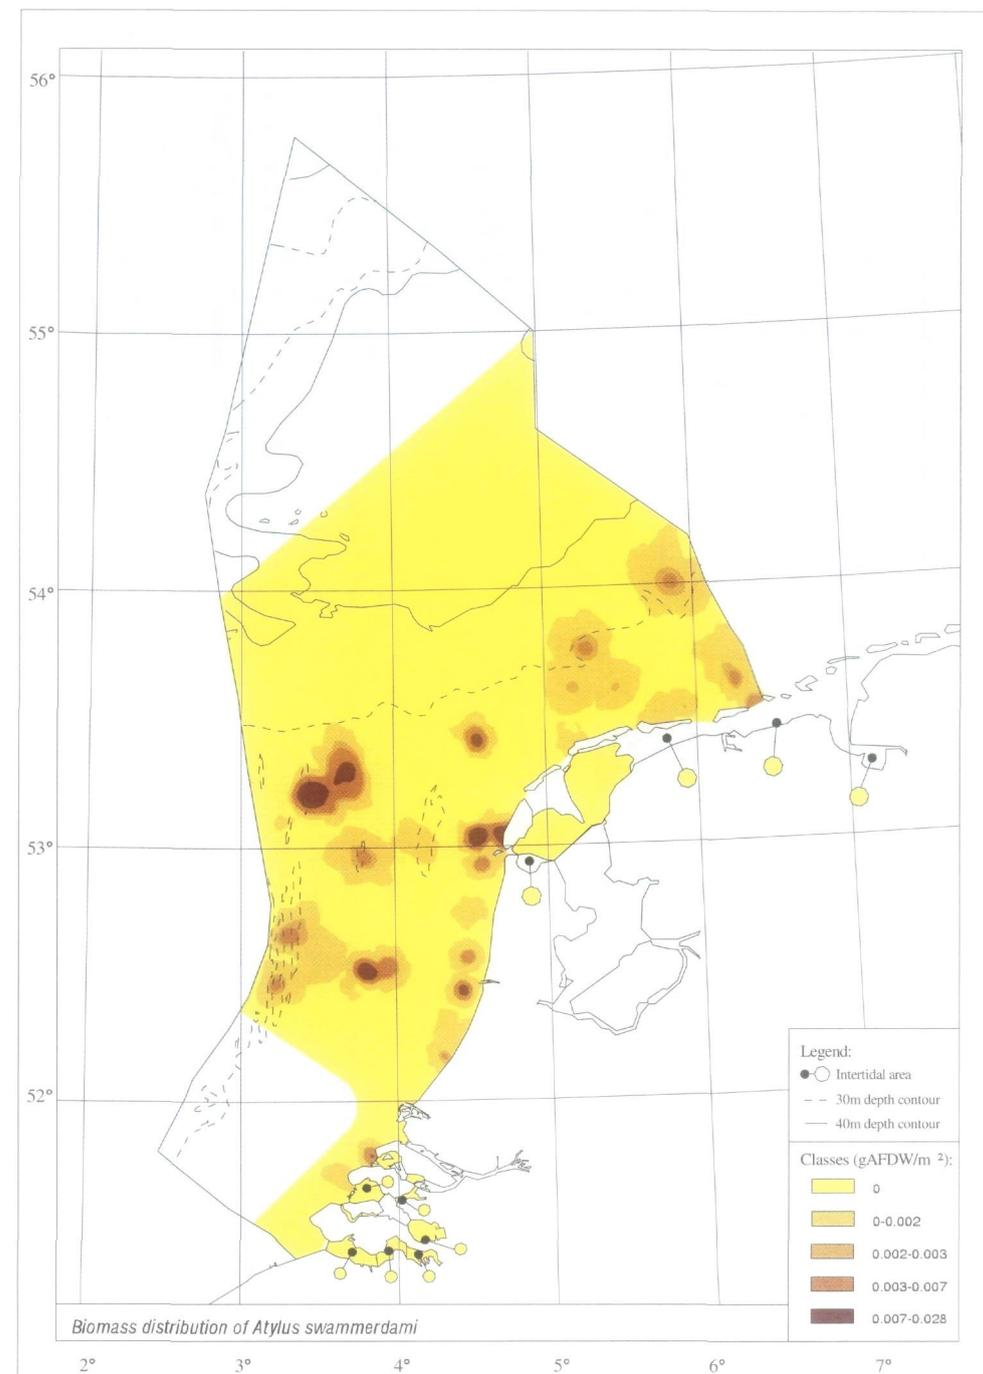 56°
55°
54°
53°
52°
Legend:
Intertidal area
30m depth contour
40m depth contour
Classes (gAFDW/m ²):
0
0-0.002
0.002-0.003
0.003-0.007
0.007-0.028
Biomass distribution of Atylus swammerdami
2° 3° 4° 5° 6° 7°